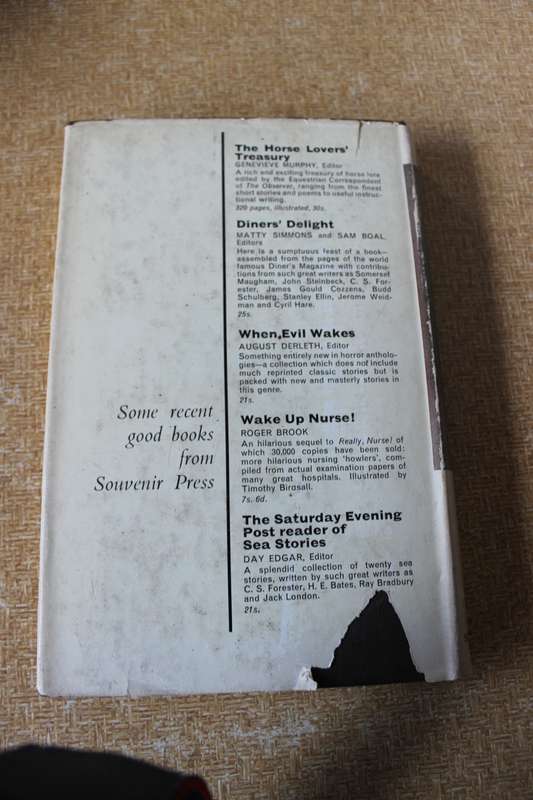 Some recent
good books
from
Souvenir Press
The Horse Lovers'
Treasury
GENEVIEVE MURPHY, Editor
A rich and exciting treasury of horse lore
edited by the Equestrian Correspondent
of The Observer, ranging from the finest
short stories and poems to useful instruc-
tional writing.
320 pages, illustrated, 30s.
Diners' Delight
MATTY SIMMONS and SAM BOAL,
Editors
Here is a sumptuous feast of a book—
assembled from the pages of the world
famous Diner's Magazine with contribu-
tions from such great writers as Somerset
Maugham, John Steinbeck, C. S. For-
ester, James Gould Cozzens, Budd
Schulberg, Stanley Ellin, Jerome Weid-
man and Cyril Hare.
25s.
When Evil Wakes
AUGUST DERLETH, Editor
Something entirely new in horror antholo-
gies—a collection which does not include
much reprinted classic stories but is
packed with new and masterly stories in
this genre.
21s.
Wake Up Nurse!
ROGER BROOK
An hilarious sequel to Really, Nurse! of
which 30,000 copies have been sold:
more hilarious nursing 'howlers', com-
piled from actual examination papers of
many great hospitals. Illustrated by
Timothy Birdsall.
7s. 6d.
The Saturday Evening
Post reader of
Sea Stories
DAY EDGAR, Editor
A splendid collection of twenty sea
stories, written by such great writers as
C. S. Forester, H. E. Bates, Ray Bradbury
and Jack London.
21s.